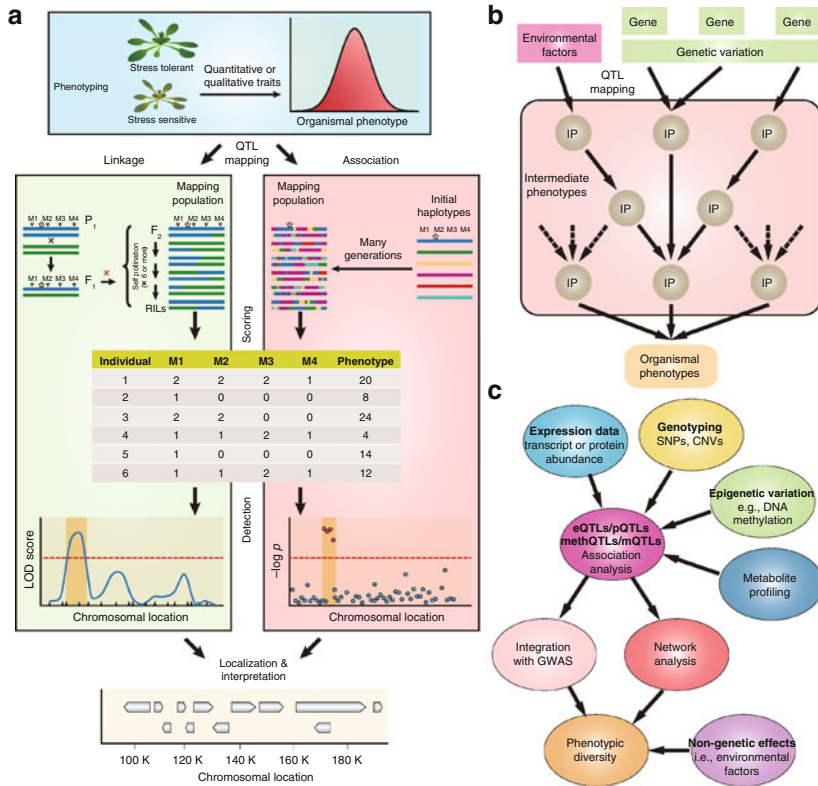 a
Phenotyping
Stress tolerant
Stress sensitive
Quantitative or
qualitative traits
Organismal phenotype
Linkage
QTL
mapping
Association
Mapping
population
M1 M2 M3 M4
P1
×
M1 M2 M3 M4
F1
×
Self pollination
(× 6 or more)
F2
RILs
M1 M2 M3 M4
Mapping
population
Many
generations
Initial
haplotypes
M1 M2 M3 M4
Scoring
Individual M1 M2 M3 M4 Phenotype
1 2 2 2 1 20
2 1 0 0 0 8
3 2 2 0 0 24
4 1 1 2 1 4
5 1 0 0 0 14
6 1 1 2 1 12
Detection
LOD score
Chromosomal location
–log p
Chromosomal location
Localization &
interpretation
100 K 120 K 140 K 160 K 180 K
Chromosomal location
b
Environmental
factors
Gene Gene Gene
Genetic variation
QTL
mapping
IP IP IP
Intermediate
phenotypes
IP IP
IP IP IP
Organismal
phenotypes
c
Expression data
transcript or protein
abundance
Genotyping
SNPs, CNVs
Epigenetic variation
e.g., DNA
methylation
eQTLs/pQTLs
methQTLs/mQTLs
Association
analysis
Metabolite
profiling
Integration
with GWAS
Network
analysis
Phenotypic
diversity
Non-genetic effects
i.e., environmental
factors